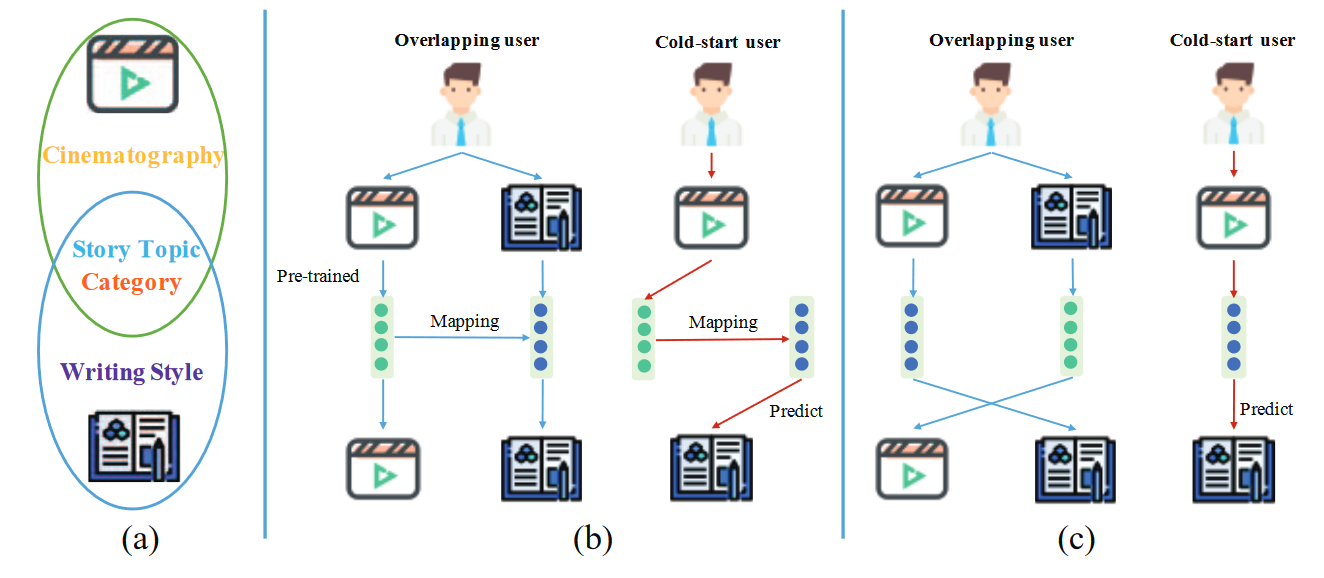 Cinematography
Story Topic
Category
Writing Style
(a)
Overlapping user
Cold-start user
Pre-trained
Mapping
Mapping
Predict
(b)
Overlapping user
Cold-start user
Predict
(c)